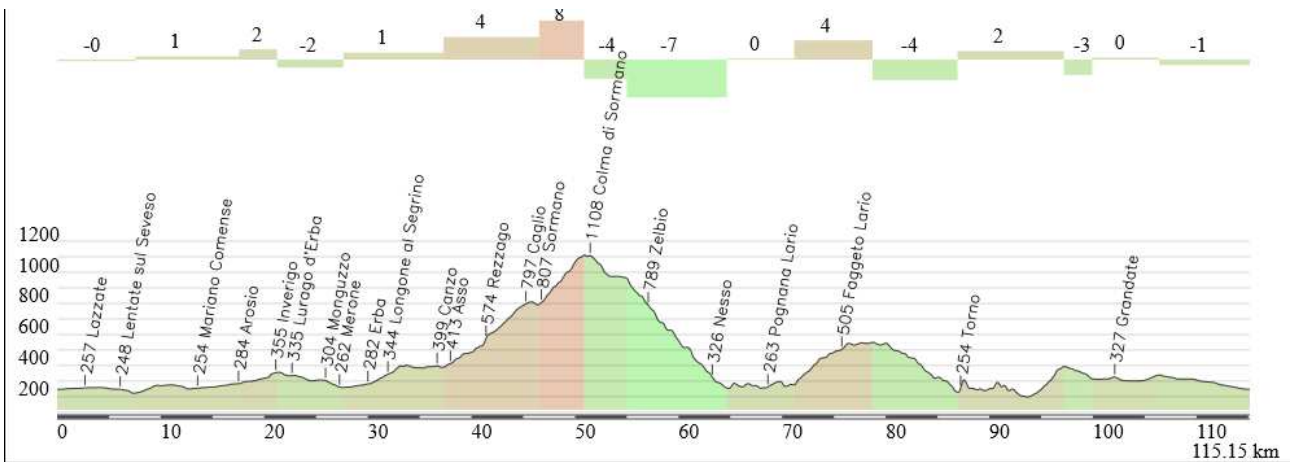 -0 1 2 -2 1 4 8 -4 -7 0 4 -4 2 -3 0 -1
257 Lazzate
248 Lentate sul Seveso
254 Mariano Comense
284 Arosio
355 Inverigo
335 Lurago d'Erba
304 Monguzzo
262 Merone
282 Erba
344 Longone al Segrino
399 Canzo
413 Asso
574 Rezzago
797 Caglio
807 Sormano
1108 Colma di Sormano
789 Zelbio
326 Nesso
263 Pognana Lario
505 Faggeto Lario
254 Torno
327 Grandate
1200
1000
800
600
400
200
0 10 20 30 40 50 60 70 80 90 100 110
115.15 km